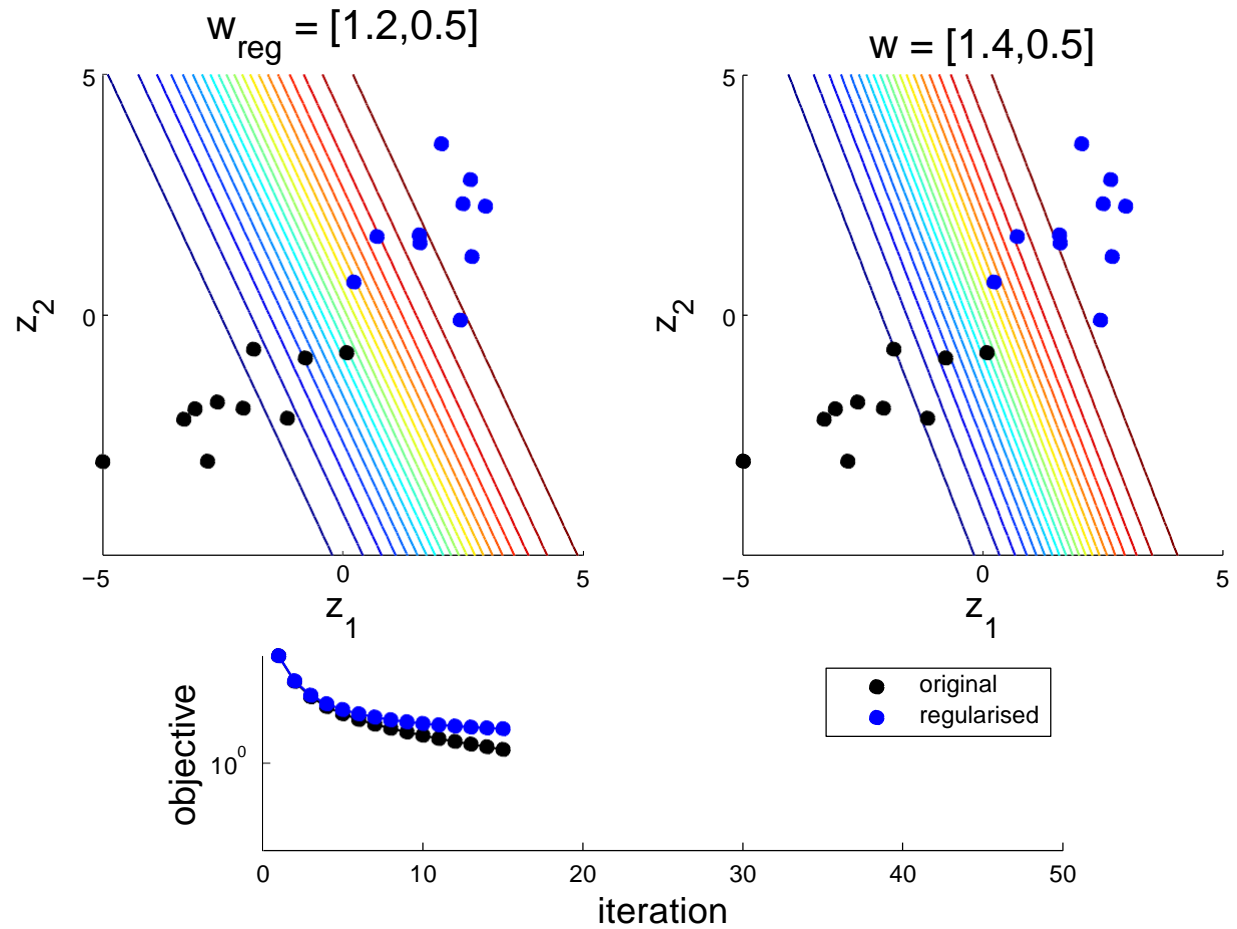 w_reg = [1.2,0.5]
w = [1.4,0.5]
5
0
−5
0
5
z_2
z_1
5
0
−5
0
5
z_2
z_1
objective
10^0
0
10
20
30
40
50
iteration
original
regularised